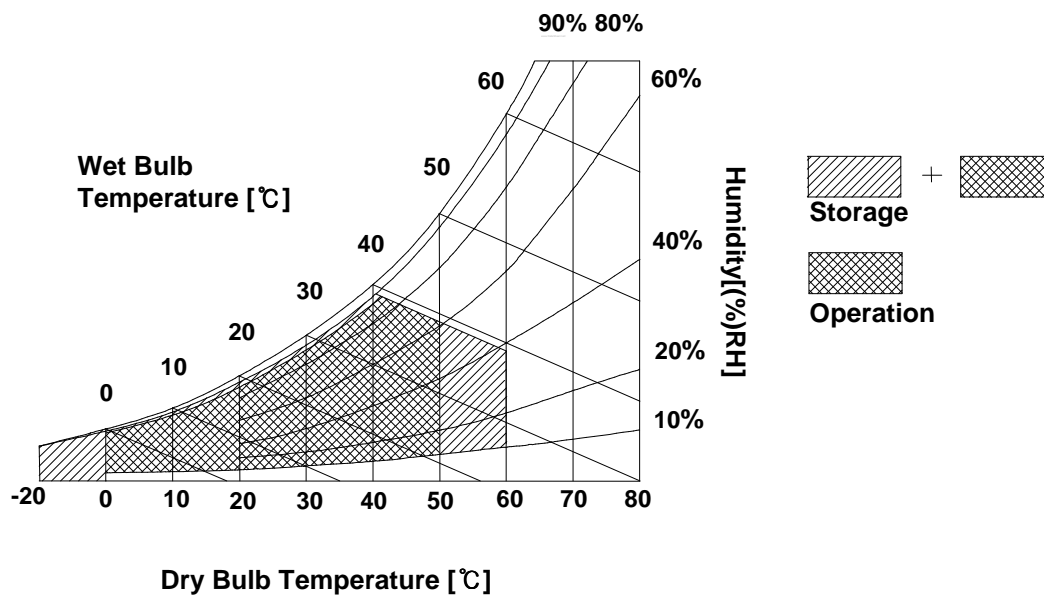 90% 80%
60
60%
50
Wet Bulb
Temperature [℃]
Humidity[(%)RH]
Storage
40
40%
30
Operation
20
20%
10
0
10%
-20 0 10 20 30 40 50 60 70 80
Dry Bulb Temperature [℃]